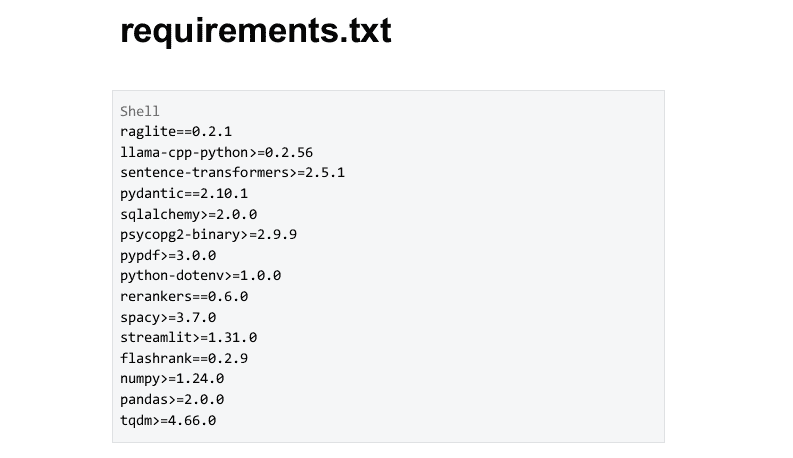 requirements.txt
Shell
raglite==0.2.1
llama-cpp-python>=0.2.56
sentence-transformers>=2.5.1
pydantic==2.10.1
sqlalchemy>=2.0.0
psycopg2-binary>=2.9.9
pypdf>=3.0.0
python-dotenv>=1.0.0
rerankers==0.6.0
spacy>=3.7.0
streamlit>=1.31.0
flashrank==0.2.9
numpy>=1.24.0
pandas>=2.0.0
tqdm>=4.66.0